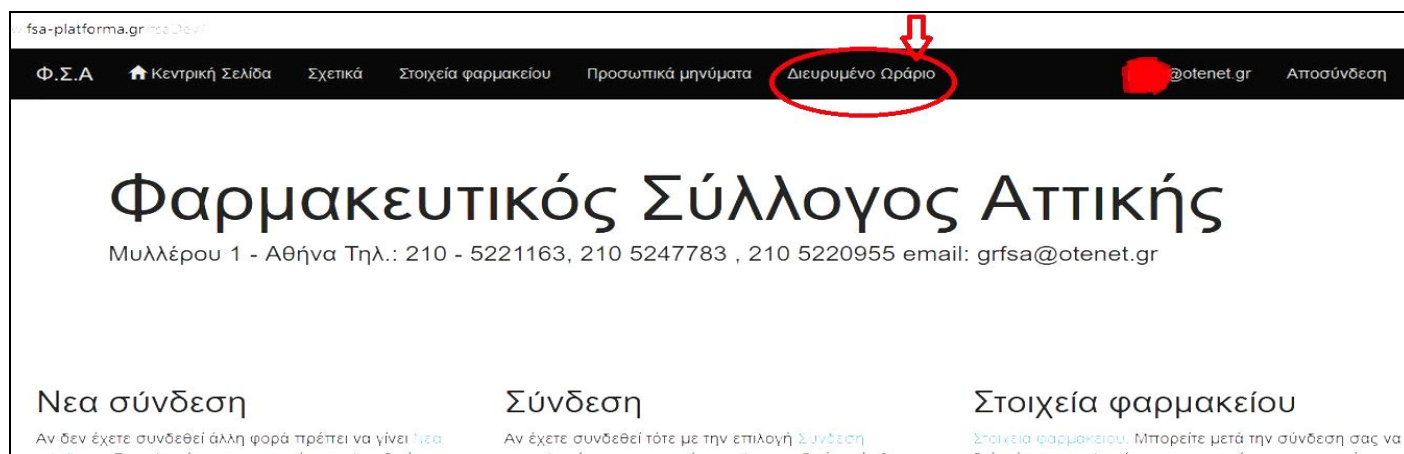 fsa-platforma.gr
Φ.Σ.Α Κεντρική Σελίδα Σχετικά Στοιχεία φαρμακείου Προσωπικά μηνύματα Διευρυμένο Ωράριο @otenet.gr Αποσύνδεση
Φαρμακευτικός Σύλλογος Αττικής
Μυλλέρου 1 - Αθήνα Τηλ.: 210 - 5221163, 210 5247783 , 210 5220955 email: grfsa@otenet.gr
Νεα σύνδεση
Αν δεν έχετε συνδεθεί άλλη φορά πρέπει να γίνει Νεα
Σύνδεση
Αν έχετε συνδεθεί τότε με την επιλογή Σύνδεση
Στοιχεία φαρμακείου
Στοιχεία φαρμακείου. Μπορείτε μετά την σύνδεση σας να